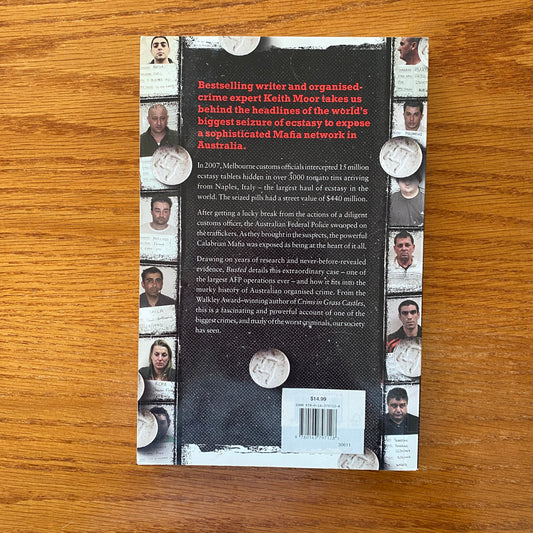 Bestselling writer and organised-
crime expert Keith Moor takes us
behind the headlines of the world's
biggest seizure of ecstasy to expose
a sophisticated Mafia network in
Australia.
In 2007, Melbourne customs officials intercepted 15 million
ecstasy tablets hidden in over 3000 tomato tins arriving
from Naples, Italy – the largest haul of ecstasy in the
world. The seized pills had a street value of $440 million.
After getting a lucky break from the actions of a diligent
customs officer, the Australian Federal Police swooped on
the traffickers. As they brought in the suspects, the powerful
Calabrian Mafia was exposed as being at the heart of it all.
Drawing on years of research and never-before-revealed
evidence, Busted details this extraordinary case – one of
the largest AFP operations ever – and how it fits into the
murky history of Australian organised crime. From the
Walkley Award–winning author of Crims in Grass Castles,
this is a fascinating and powerful account of one of the
biggest crimes, and many of the worst criminals, our society
has seen.
$14.99
30611